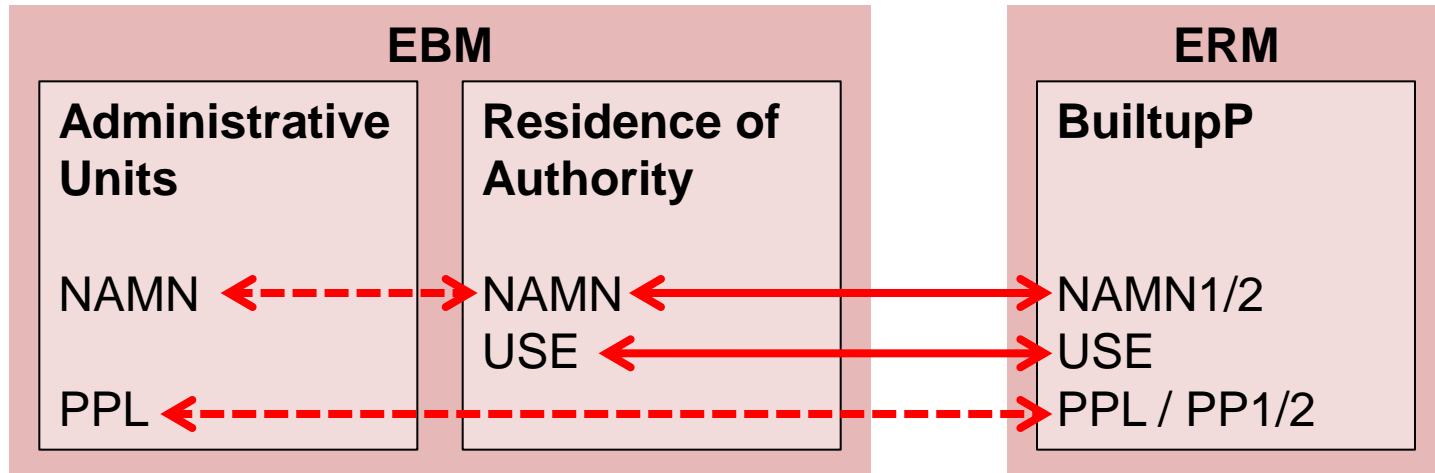 EBM
Administrative
Units
NAMN
PPL
Residence of
Authority
NAMN
USE
ERM
BuiltupP
NAMN1/2
USE
PPL / PP1/2